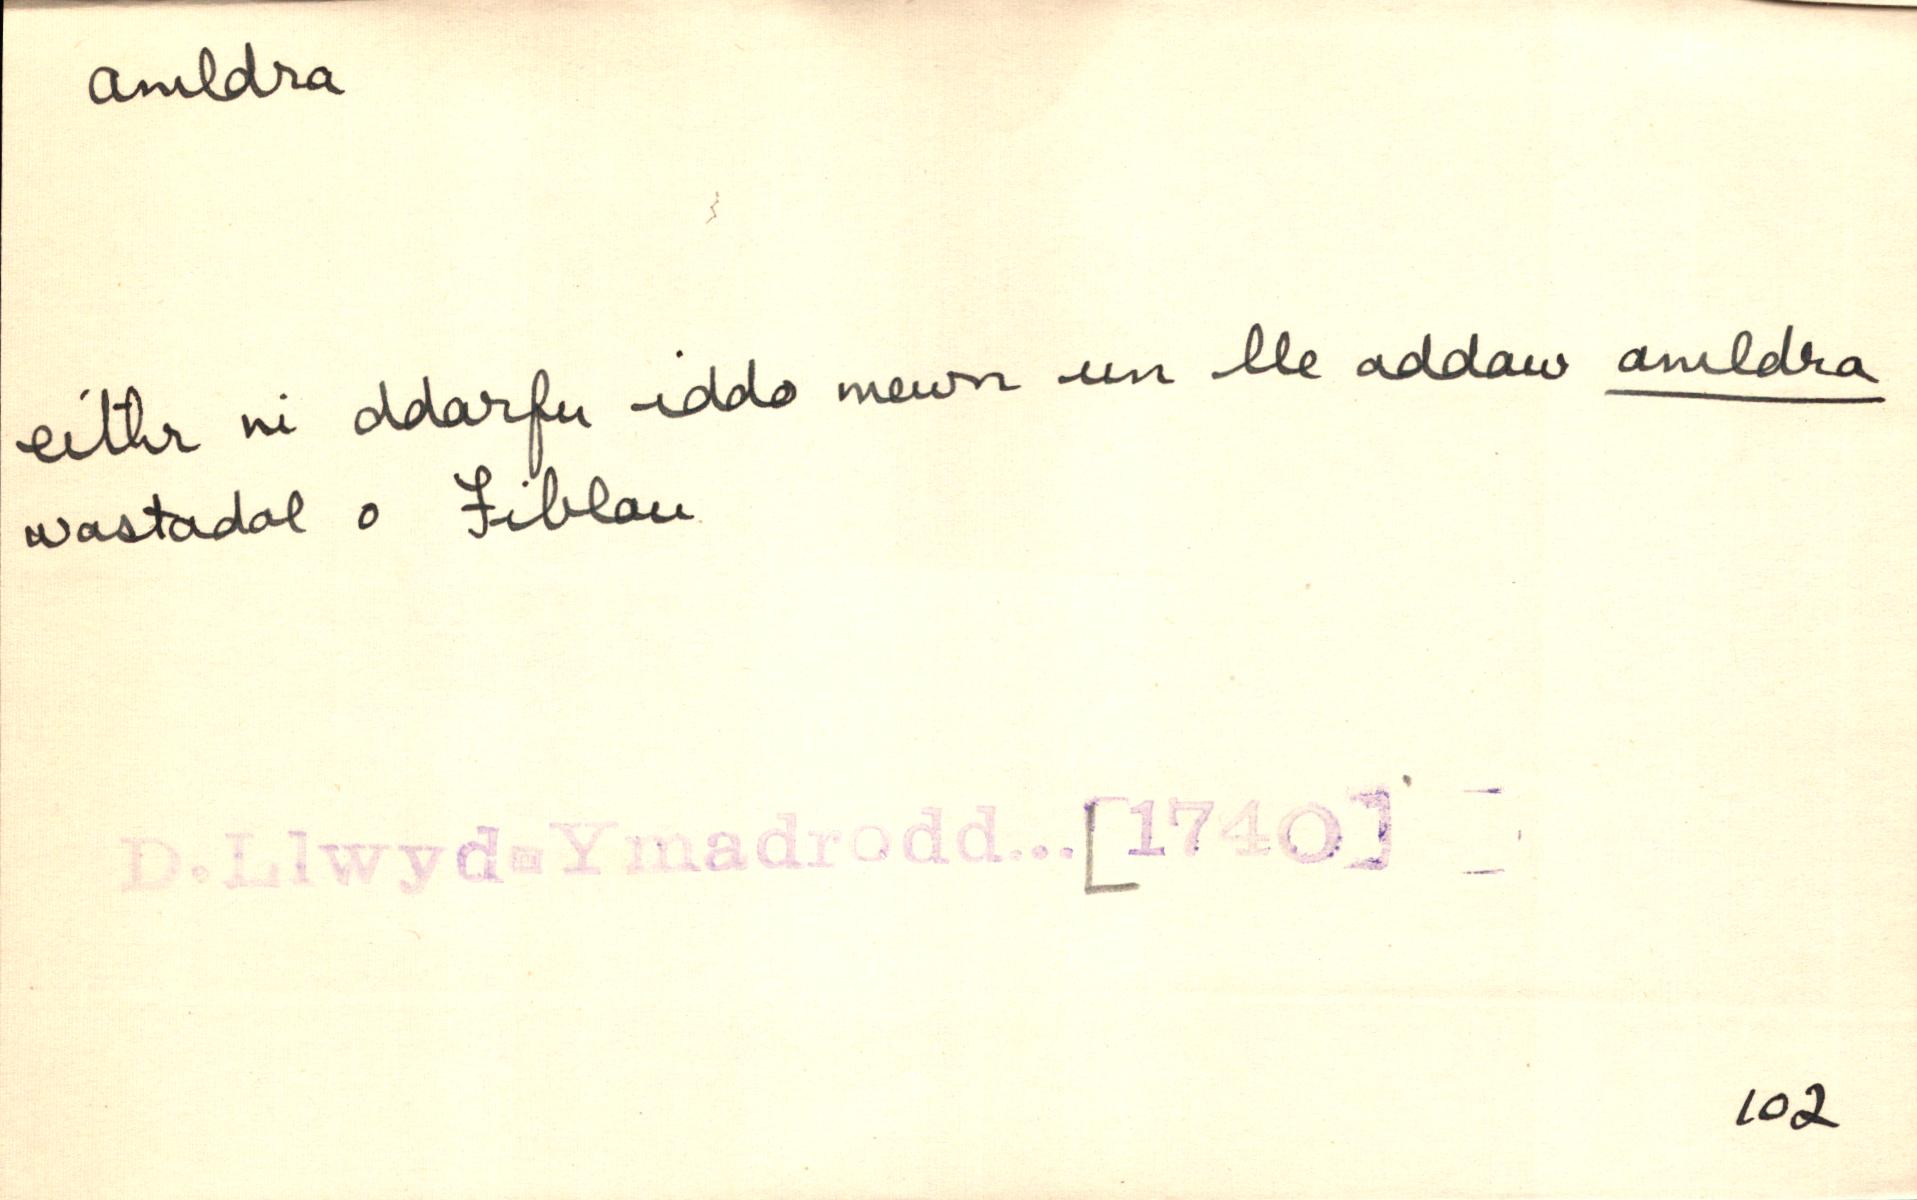 amldra
eithr ni ddarfu iddo mewn un lle addaw amldra
wastadol o Fiblau
D.Llwyd=Ymadrodd...[1740]
102